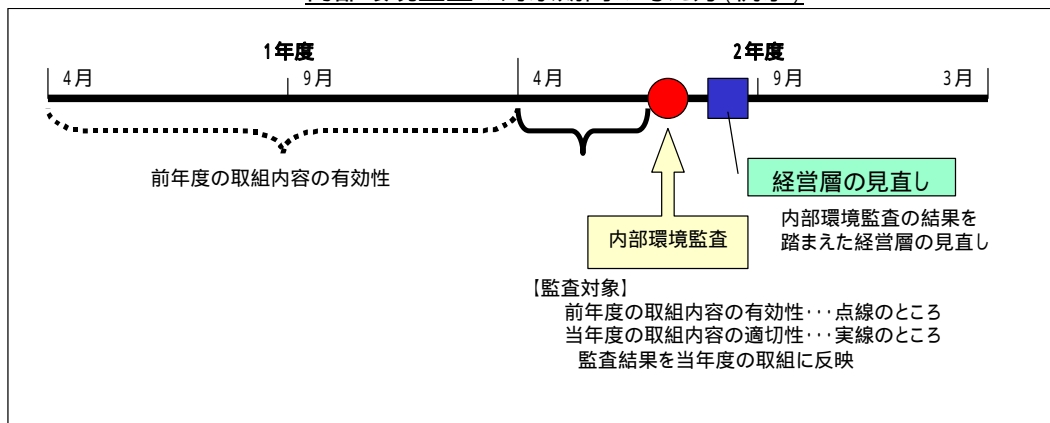 1年度 2年度
4月 9月 4月 9月 3月
前年度の取組内容の有効性
経営層の見直し
内部環境監査
内部環境監査の結果を
踏まえた経営層の見直し
【監査対象】
前年度の取組内容の有効性･･･点線のところ
当年度の取組内容の適切性･･･実線のところ
監査結果を当年度の取組に反映